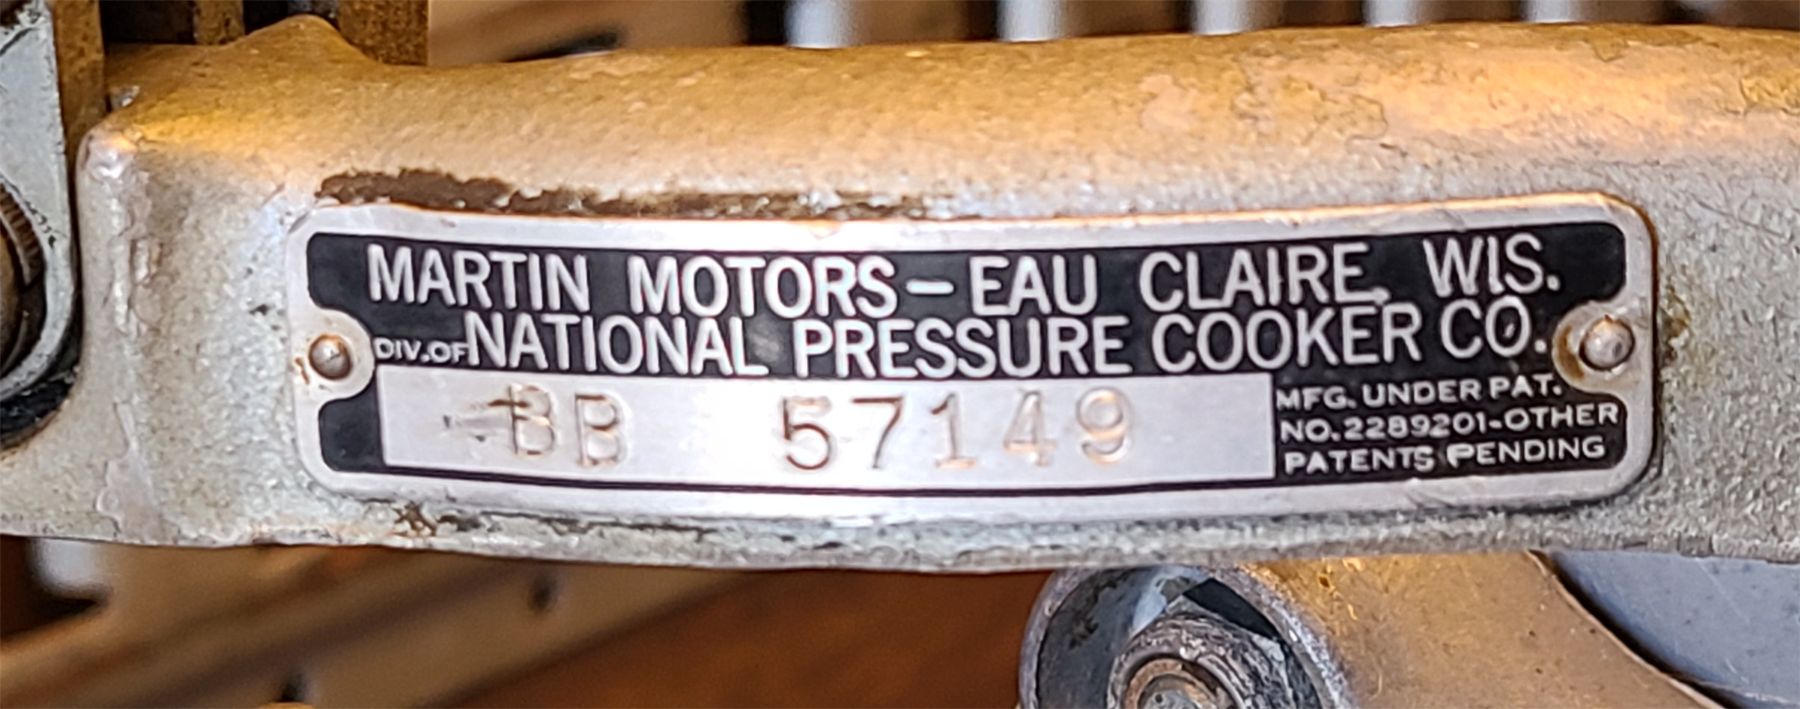 MARTIN MOTORS-EAU CLAIRE, WIS.
DIV.OF NATIONAL PRESSURE COOKER CO.
BB 57149
MFG. UNDER PAT.
NO.2289201-OTHER
PATENTS PENDING